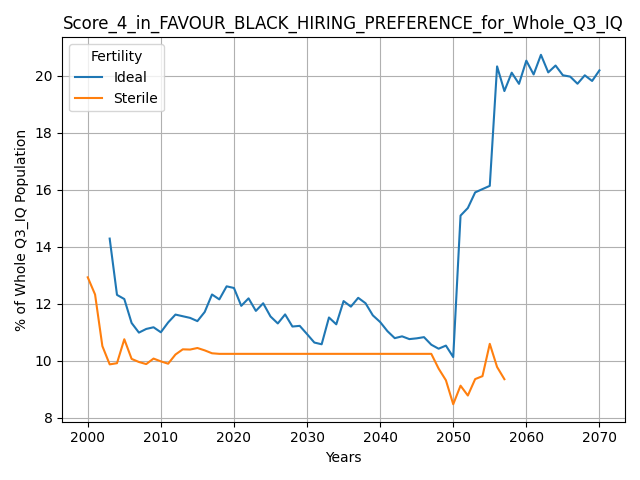 Score_4_in_FAVOUR_BLACK_HIRING_PREFERENCE_for_Whole_Q3_IQ
Fertility
Ideal
Sterile
% of Whole Q3_IQ Population
20
18
16
14
12
10
8
2000 2010 2020 2030 2040 2050 2060 2070
Years